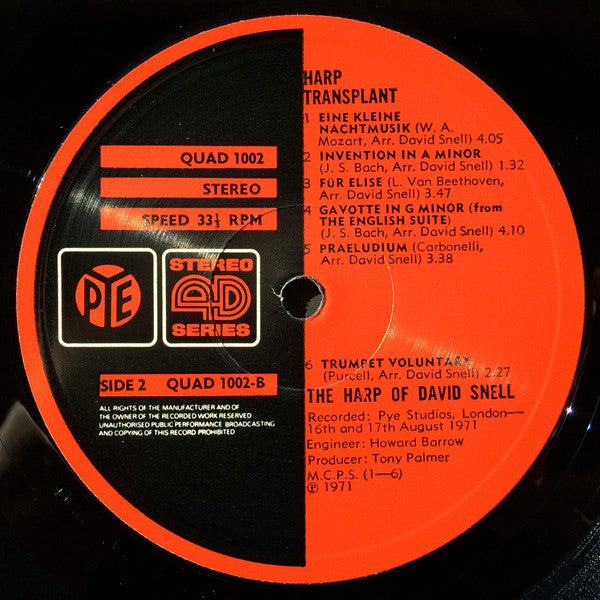 HARP
TRANSPLANT
1 EINE KLEINE
NACHTMUSIK (W. A.
Mozart, Arr. David Snell) 4.05
2 INVENTION IN A MINOR
(J. S. Bach, Arr. David Snell) 1.32
3 FÜR ELISE (L. Van Beethoven,
Arr. David Snell) 3.47
4 GAVOTTE IN G MINOR (from
THE ENGLISH SUITE)
(J. S. Bach, Arr. David Snell) 4.10
5 PRAELUDIUM (Carbonelli,
Arr. David Snell) 3.38
6 TRUMPET VOLUNTARY
(Purcell, Arr. David Snell) 2.27
THE HARP OF DAVID SNELL
Recorded: Pye Studios, London—
16th and 17th August 1971
Engineer: Howard Barrow
Producer: Tony Palmer
M.C.P.S. (1—6)
℗ 1971
QUAD 1002
STEREO
SPEED 33⅓ RPM
PYE
STEREO
4D
SERIES
SIDE 2 QUAD 1002-B
ALL RIGHTS OF THE MANUFACTURER AND OF
THE OWNER OF THE RECORDED WORK RESERVED
UNAUTHORISED PUBLIC PERFORMANCE BROADCASTING
AND COPYING OF THIS RECORD PROHIBITED